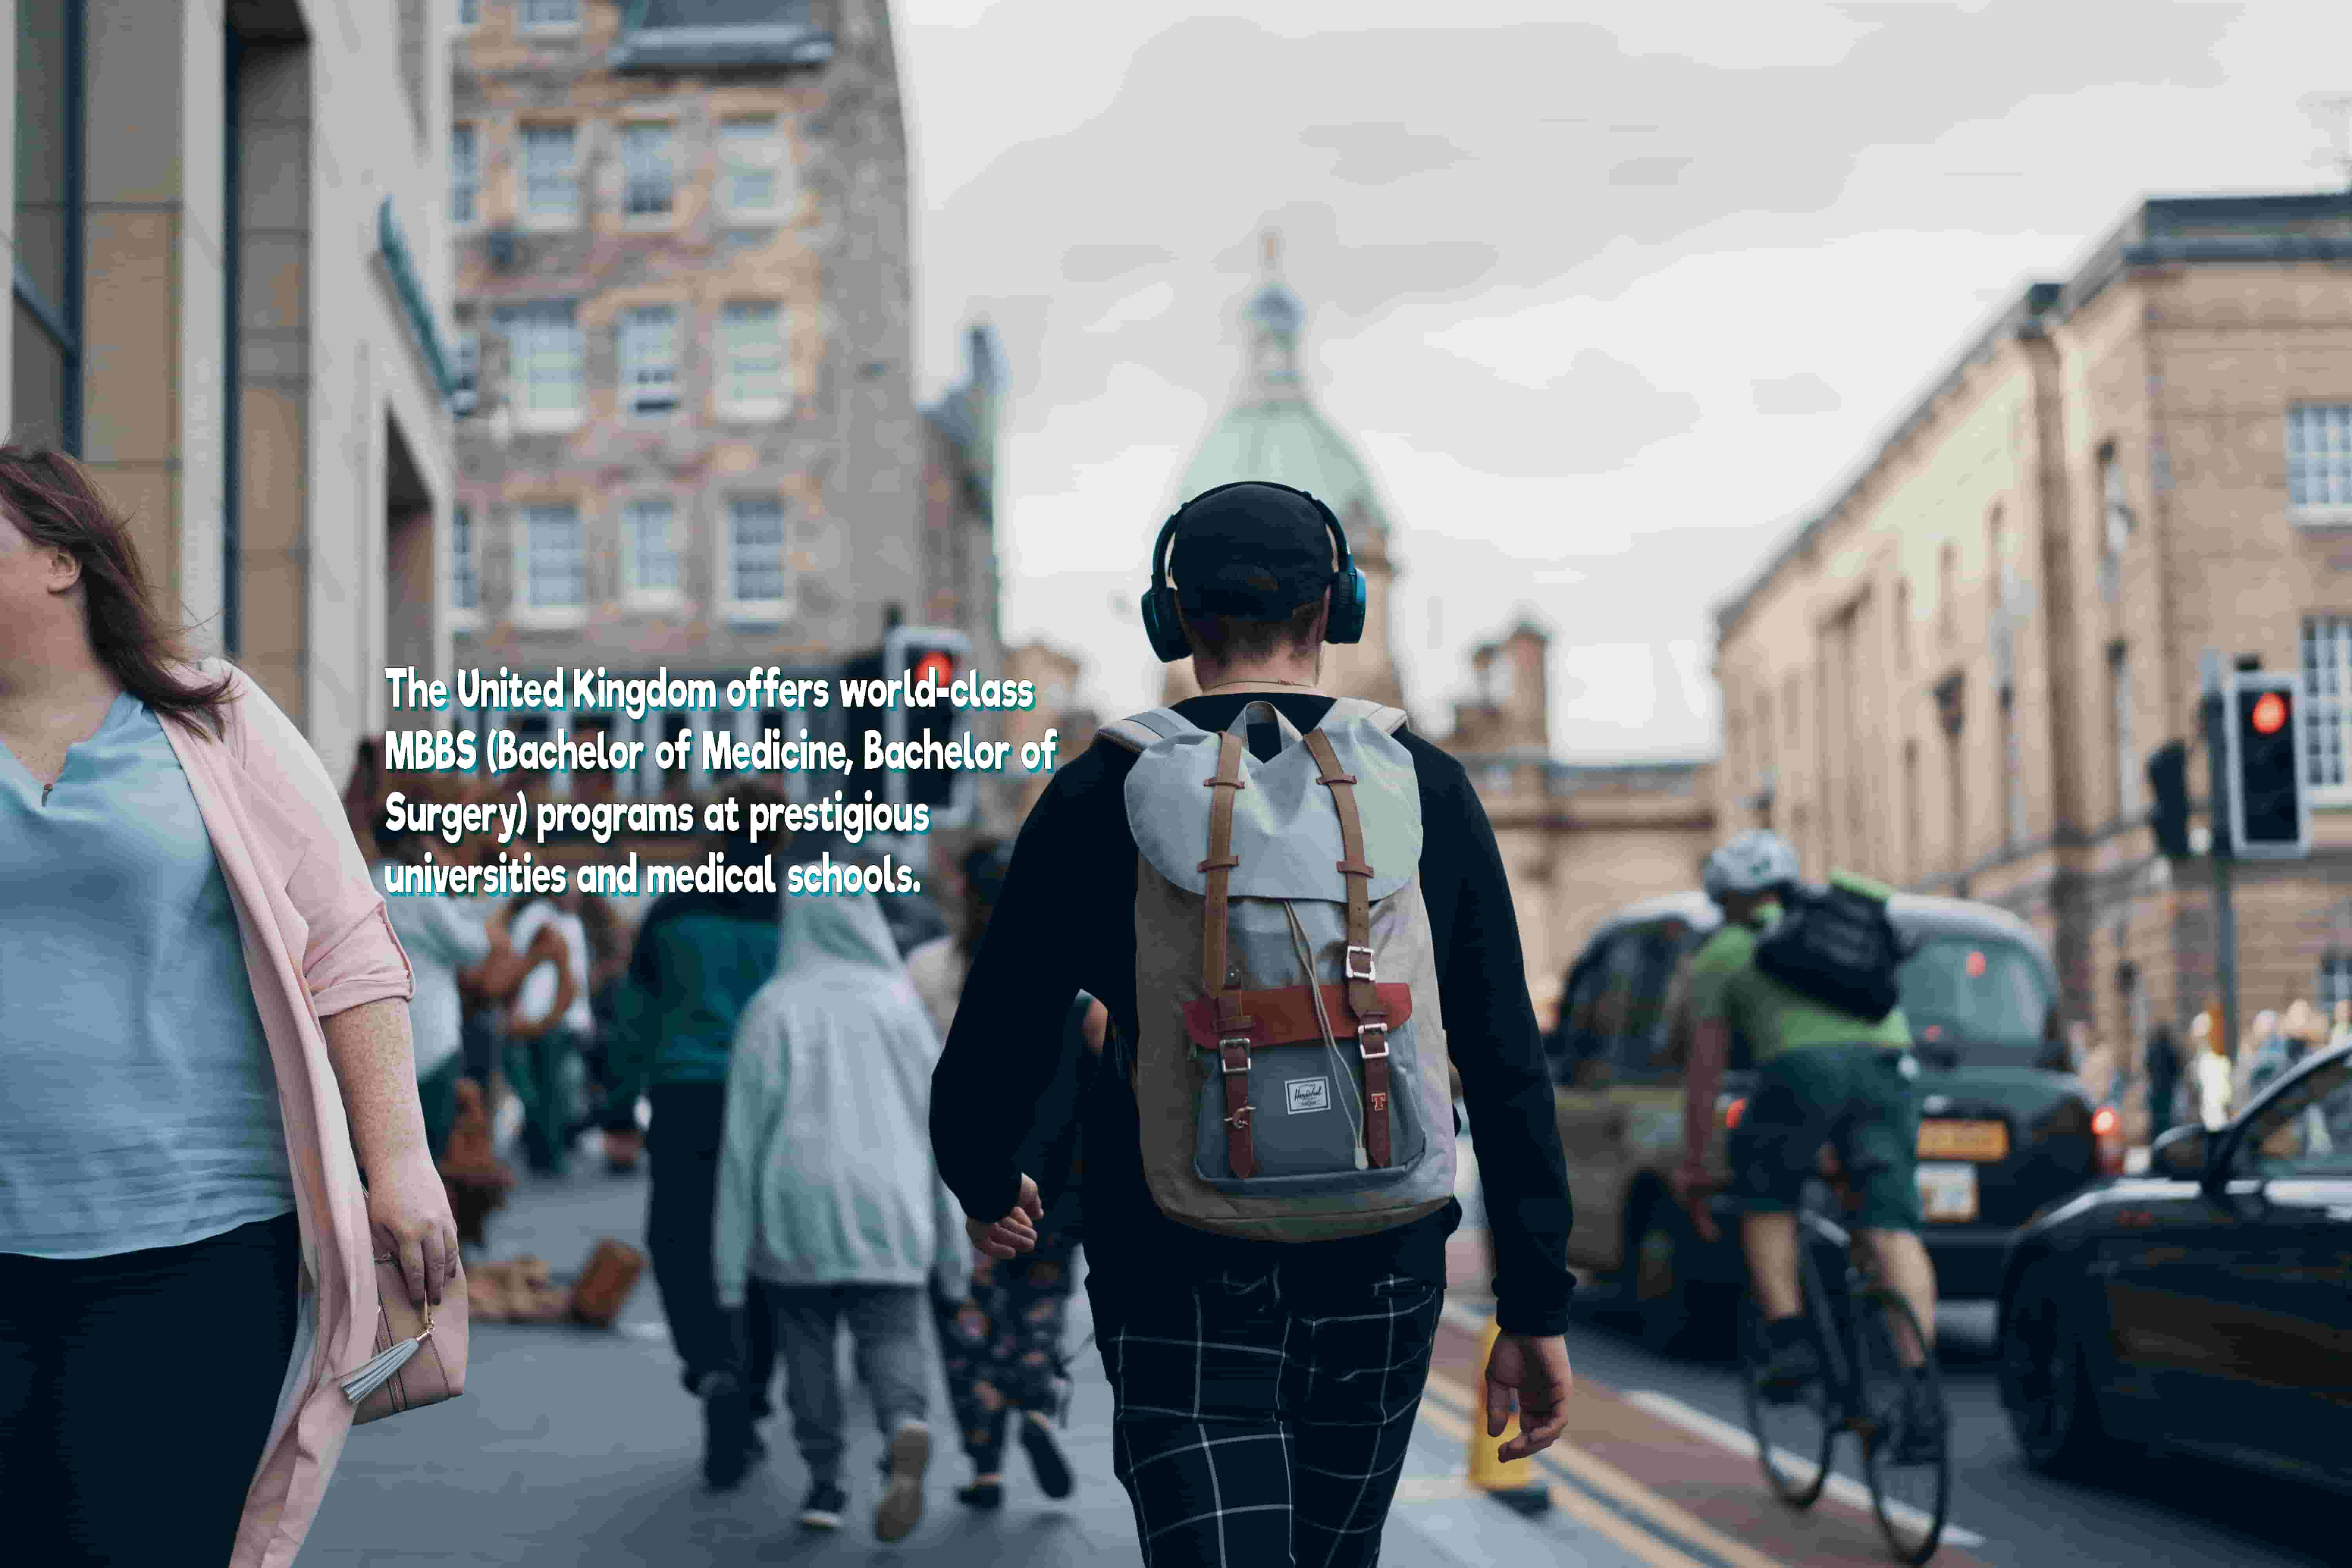 The United Kingdom offers world-class
MBBS (Bachelor of Medicine, Bachelor of
Surgery) programs at prestigious
universities and medical schools.
Herschel
T